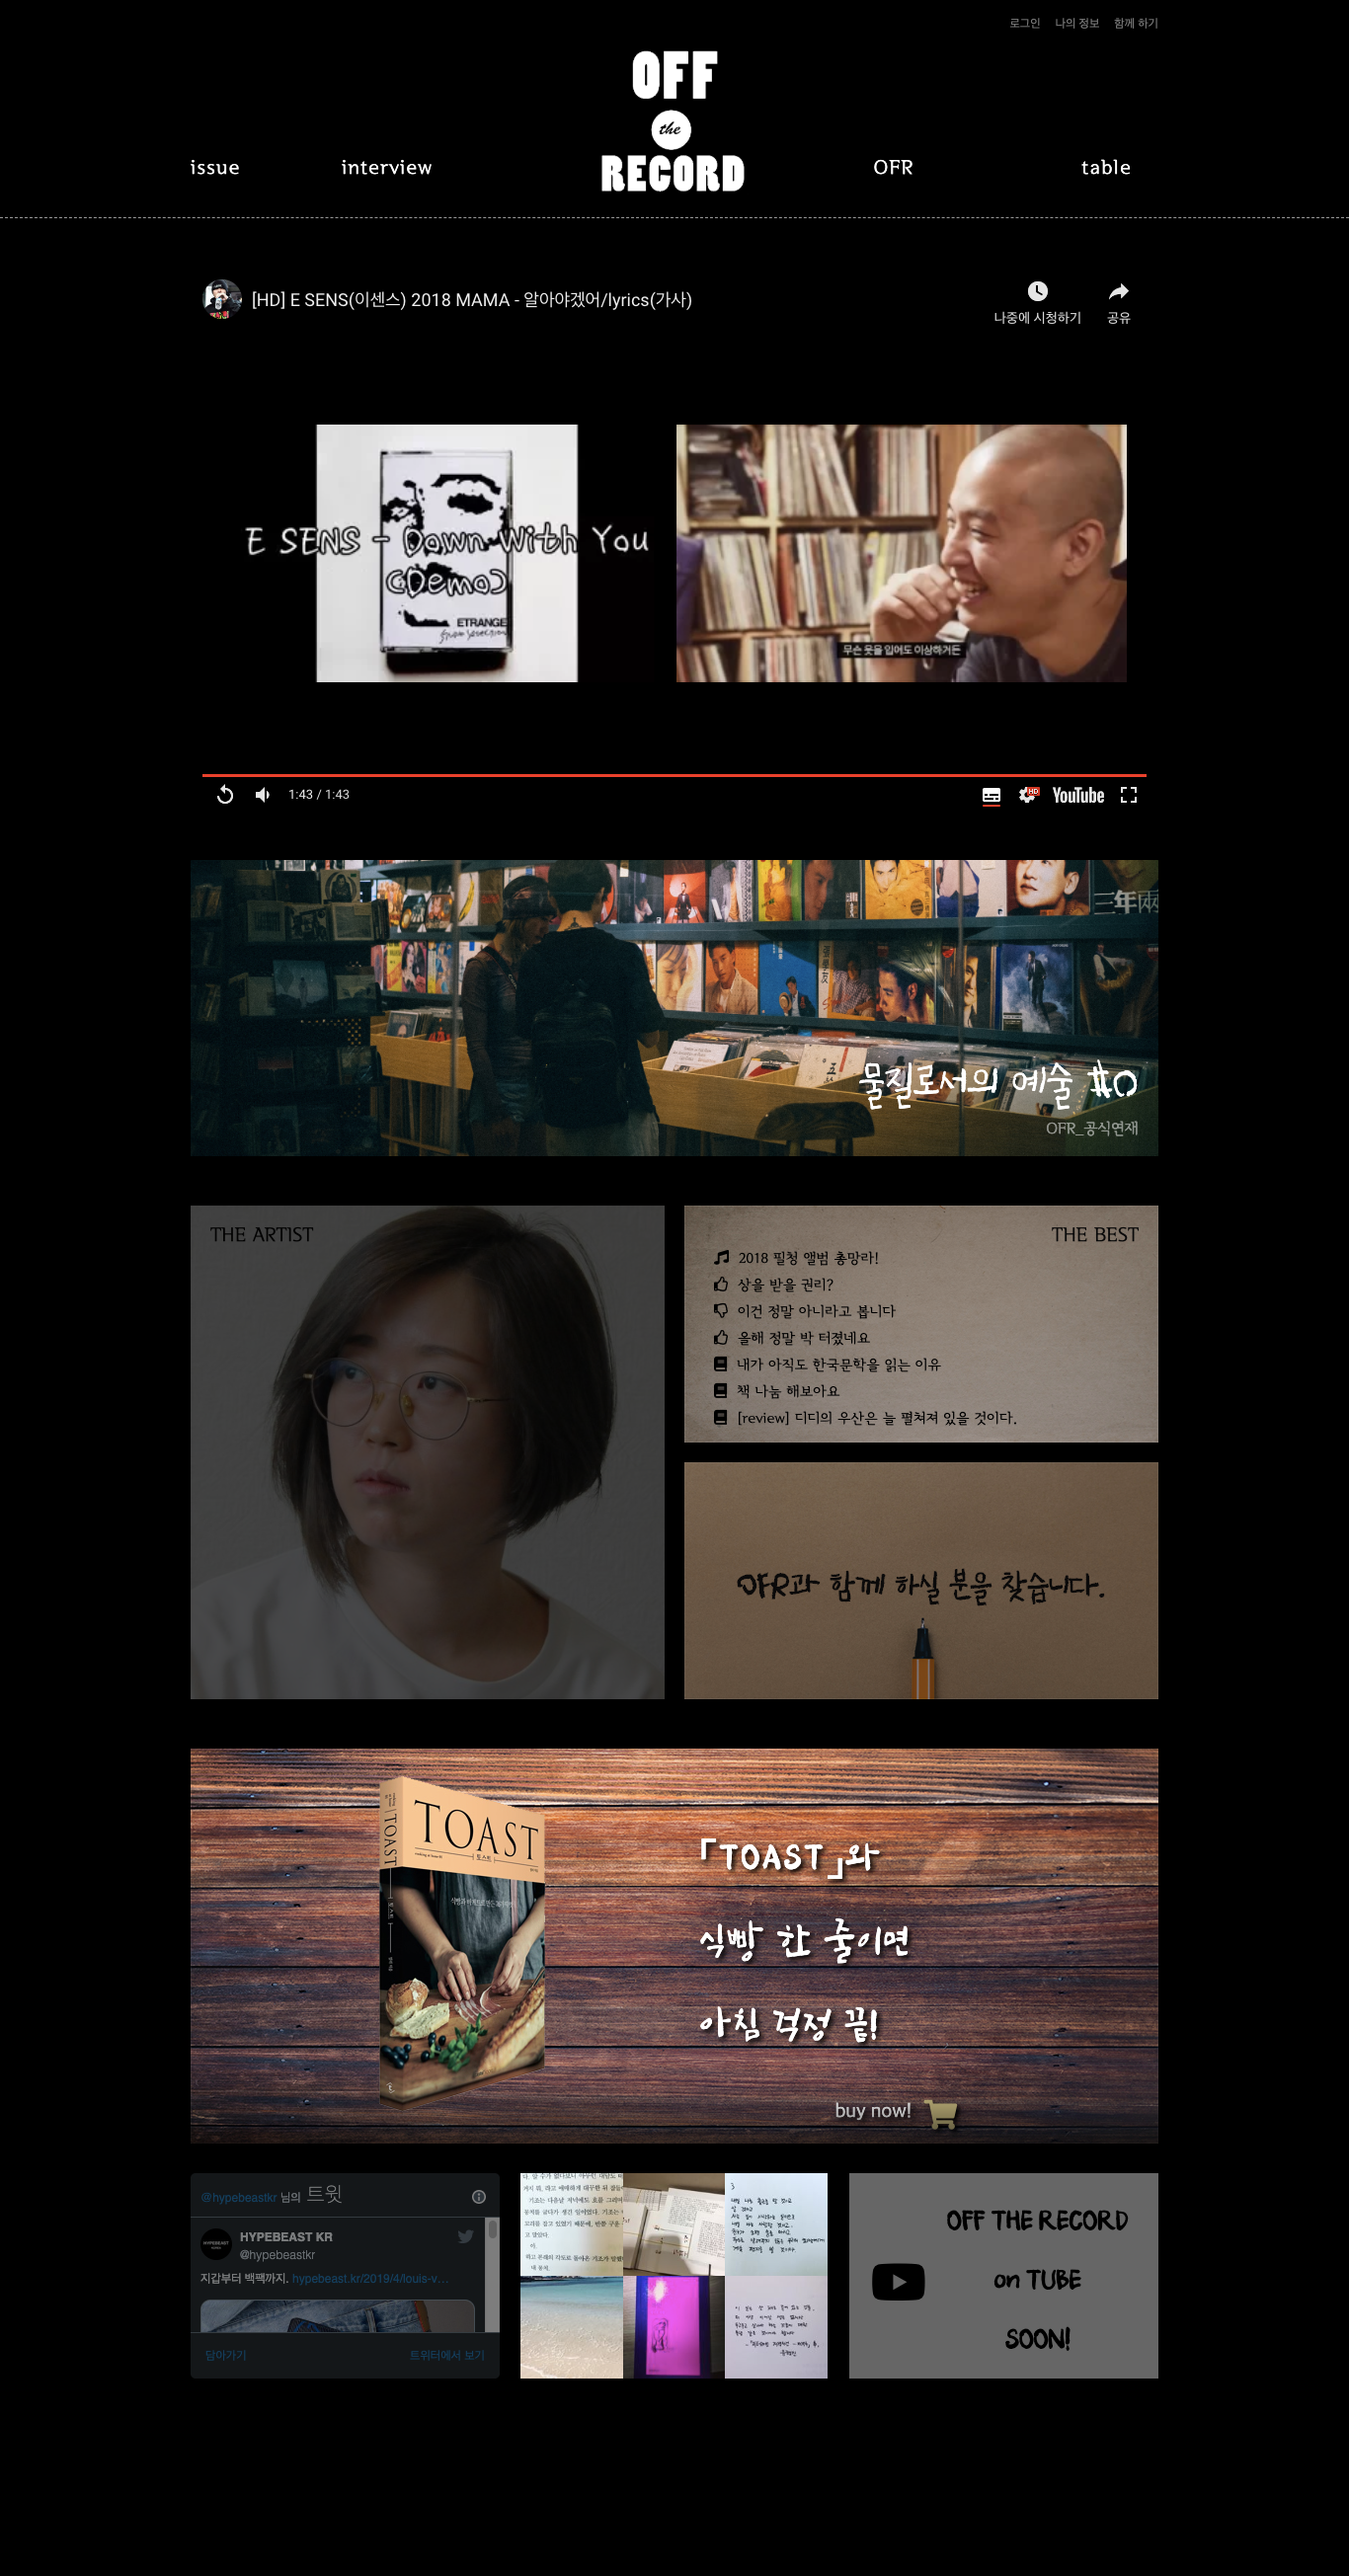 로그인 나의 정보 함께 하기
OFF
the
RECORD
issue interview OFR table
[HD] E SENS(이센스) 2018 MAMA - 알아야겠어/lyrics(가사)
나중에 시청하기 공유
E SENS - Down With You
(Demo)
ETRANGE
무슨 옷을 입어도 이상하거든
1:43 / 1:43
HD
YouTube
三年兩
물질로서의 예술 #0
OFR_공식연재
THE ARTIST
THE BEST
2018 필청 앨범 총망라!
상을 받을 권리?
이건 정말 아니라고 봅니다
올해 정말 박 터졌네요
내가 아직도 한국문학을 읽는 이유
책 나눔 해보아요
[review] 디디의 우산은 늘 펼쳐져 있을 것이다.
OFR과 함께 하실 분을 찾습니다.
TOAST
TOAST
토스트
「TOAST」와
식빵 한 줄이면
아침 걱정 끝!
buy now!
@hypebeastkr 님의 트윗
HYPEBEAST
HYPEBEAST KR
@hypebeastkr
지갑부터 백팩까지. hypebeast.kr/2019/4/louis-v…
담아가기 트위터에서 보기
3
OFF THE RECORD
on TUBE
SOON!